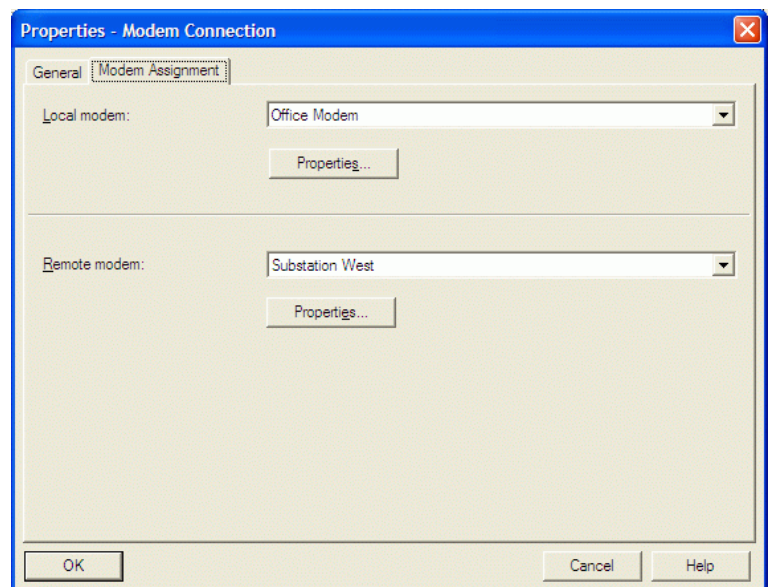 Properties - Modem Connection
General Modem Assignment
Local modem: Office Modem
Properties...
Remote modem: Substation West
Properties...
OK Cancel Help